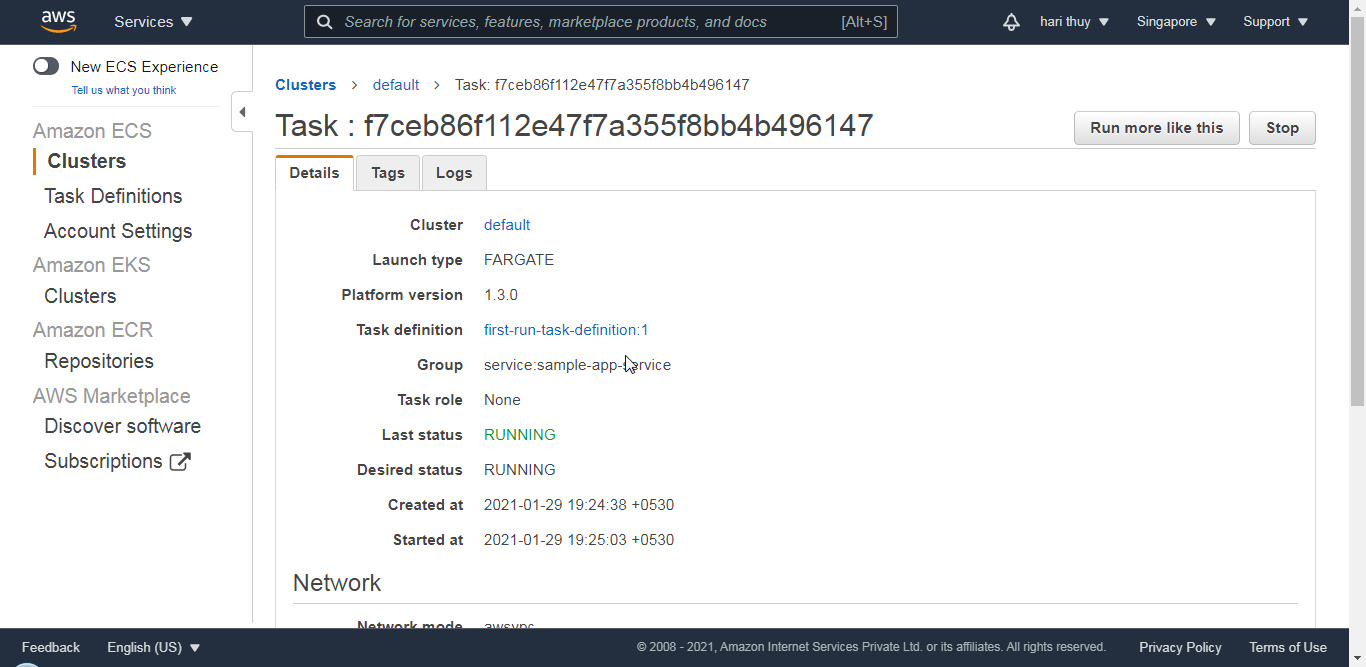 aws Services Search for services, features, marketplace products, and docs [Alt+S] hari thuy Singapore Support
New ECS Experience
Tell us what you think
Amazon ECS
Clusters
Task Definitions
Account Settings
Amazon EKS
Clusters
Amazon ECR
Repositories
AWS Marketplace
Discover software
Subscriptions
Clusters > default > Task: f7ceb86f112e47f7a355f8bb4b496147
Task : f7ceb86f112e47f7a355f8bb4b496147
Run more like this Stop
Details Tags Logs
Cluster default
Launch type FARGATE
Platform version 1.3.0
Task definition first-run-task-definition:1
Group service:sample-app-service
Task role None
Last status RUNNING
Desired status RUNNING
Created at 2021-01-29 19:24:38 +0530
Started at 2021-01-29 19:25:03 +0530
Network
Network mode awsvpc
Feedback English (US) © 2008 - 2021, Amazon Internet Services Private Ltd. or its affiliates. All rights reserved. Privacy Policy Terms of Use